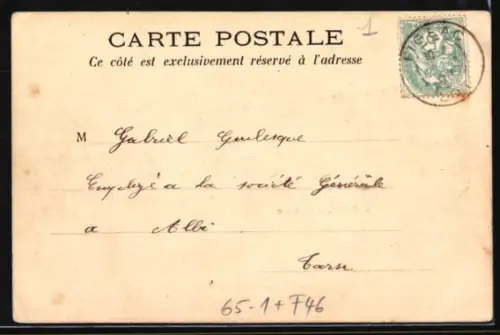 1
CARTE POSTALE
Ce côté est exclusivement réservé à l'adresse
M Gabriel
Employé a la société Générale
a Albi
Tarn
65-1+F46